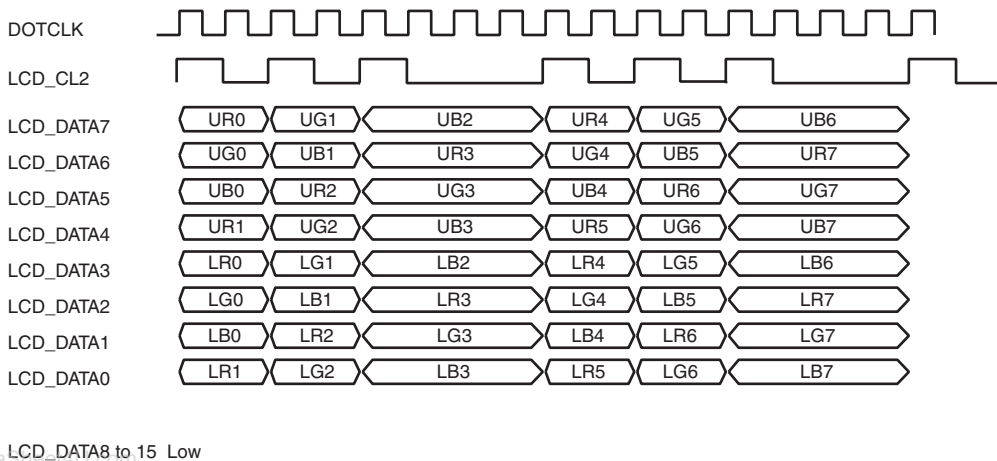 DOTCLK
LCD_CL2
LCD_DATA7 UR0 UG1 UB2 UR4 UG5 UB6
LCD_DATA6 UG0 UB1 UR3 UG4 UB5 UR7
LCD_DATA5 UB0 UR2 UG3 UB4 UR6 UG7
LCD_DATA4 UR1 UG2 UB3 UR5 UG6 UB7
LCD_DATA3 LR0 LG1 LB2 LR4 LG5 LB6
LCD_DATA2 LG0 LB1 LR3 LG4 LB5 LR7
LCD_DATA1 LB0 LR2 LG3 LB4 LR6 LG7
LCD_DATA0 LR1 LG2 LB3 LR5 LG6 LB7
LCD_DATA8 to 15 Low